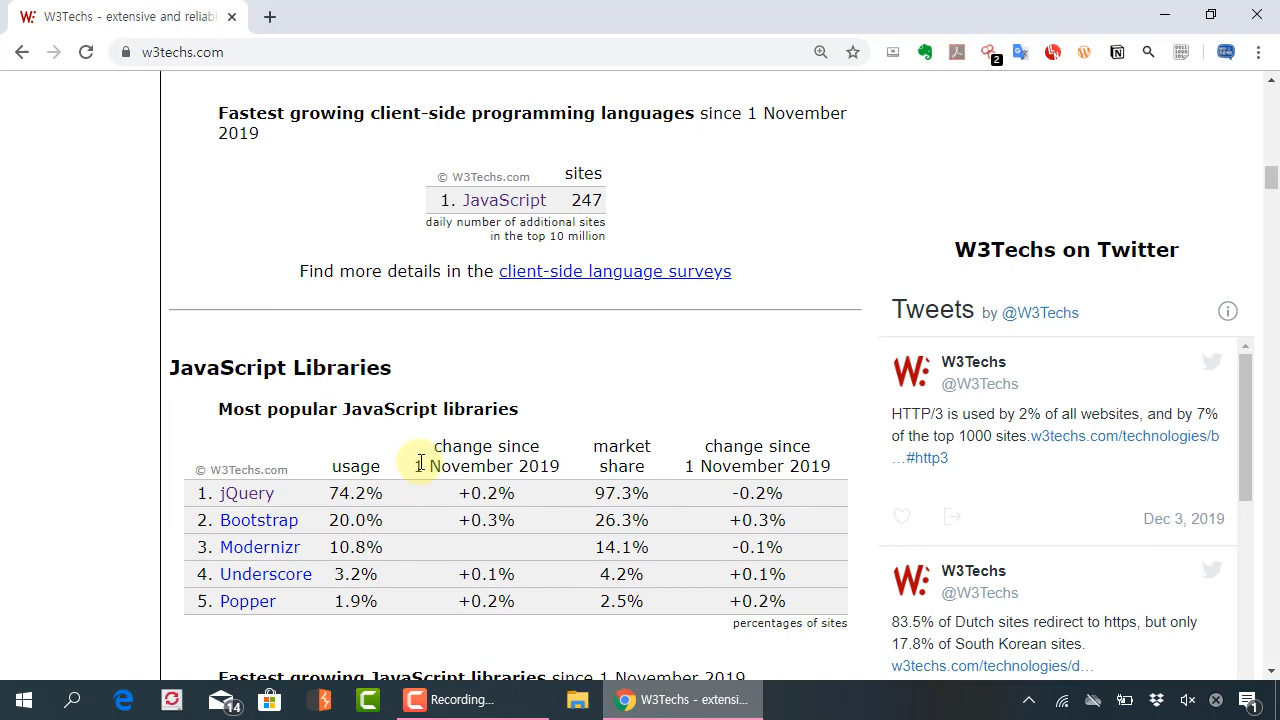 W3Techs - extensive and reliabl
w3techs.com
2
Fastest growing client-side programming languages since 1 November
2019
© W3Techs.com sites
1. JavaScript 247
daily number of additional sites
in the top 10 million
Find more details in the client-side language surveys
JavaScript Libraries
Most popular JavaScript libraries
change since market change since
© W3Techs.com usage 1 November 2019 share 1 November 2019
1. jQuery 74.2% +0.2% 97.3% -0.2%
2. Bootstrap 20.0% +0.3% 26.3% +0.3%
3. Modernizr 10.8% 14.1% -0.1%
4. Underscore 3.2% +0.1% 4.2% +0.1%
5. Popper 1.9% +0.2% 2.5% +0.2%
percentages of sites
Fastest growing JavaScript libraries since 1 November 2019
W3Techs on Twitter
Tweets by @W3Techs
W3Techs
@W3Techs
HTTP/3 is used by 2% of all websites, and by 7%
of the top 1000 sites.w3techs.com/technologies/b
…#http3
Dec 3, 2019
W3Techs
@W3Techs
83.5% of Dutch sites redirect to https, but only
17.8% of South Korean sites.
w3techs.com/technologies/d…
14
Recording...
W3Techs - extensi...
1